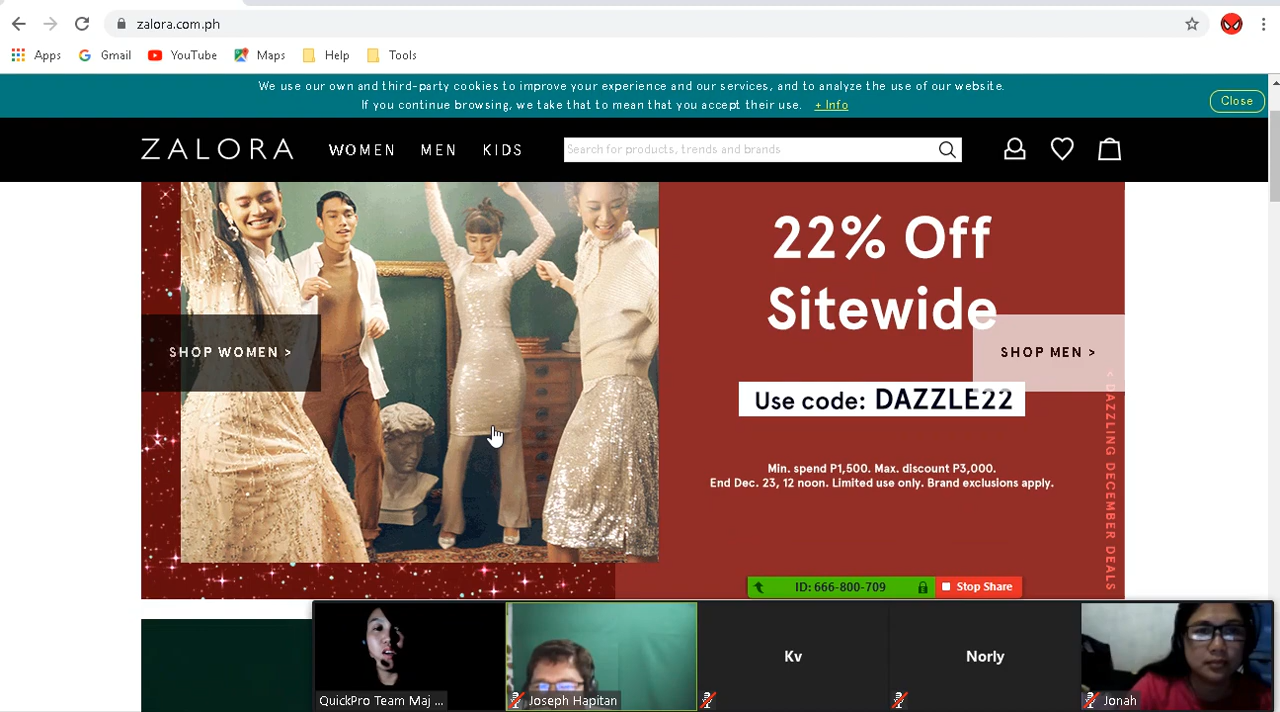 zalora.com.ph
Apps
Gmail
YouTube
Maps
Help
Tools
We use our own and third-party cookies to improve your experience and our services, and to analyze the use of our website.
If you continue browsing, we take that to mean that you accept their use. + Info
Close
ZALORA
WOMEN
MEN
KIDS
Search for products, trends and brands
22% Off
Sitewide
SHOP WOMEN >
SHOP MEN >
Use code: DAZZLE22
Min. spend P1,500. Max. discount P3,000.
End Dec. 23, 12 noon. Limited use only. Brand exclusions apply.
< DAZZLING DECEMBER DEALS
ID: 666-800-709
Stop Share
Kv
Norly
QuickPro Team Maj ...
Joseph Hapitan
Jonah